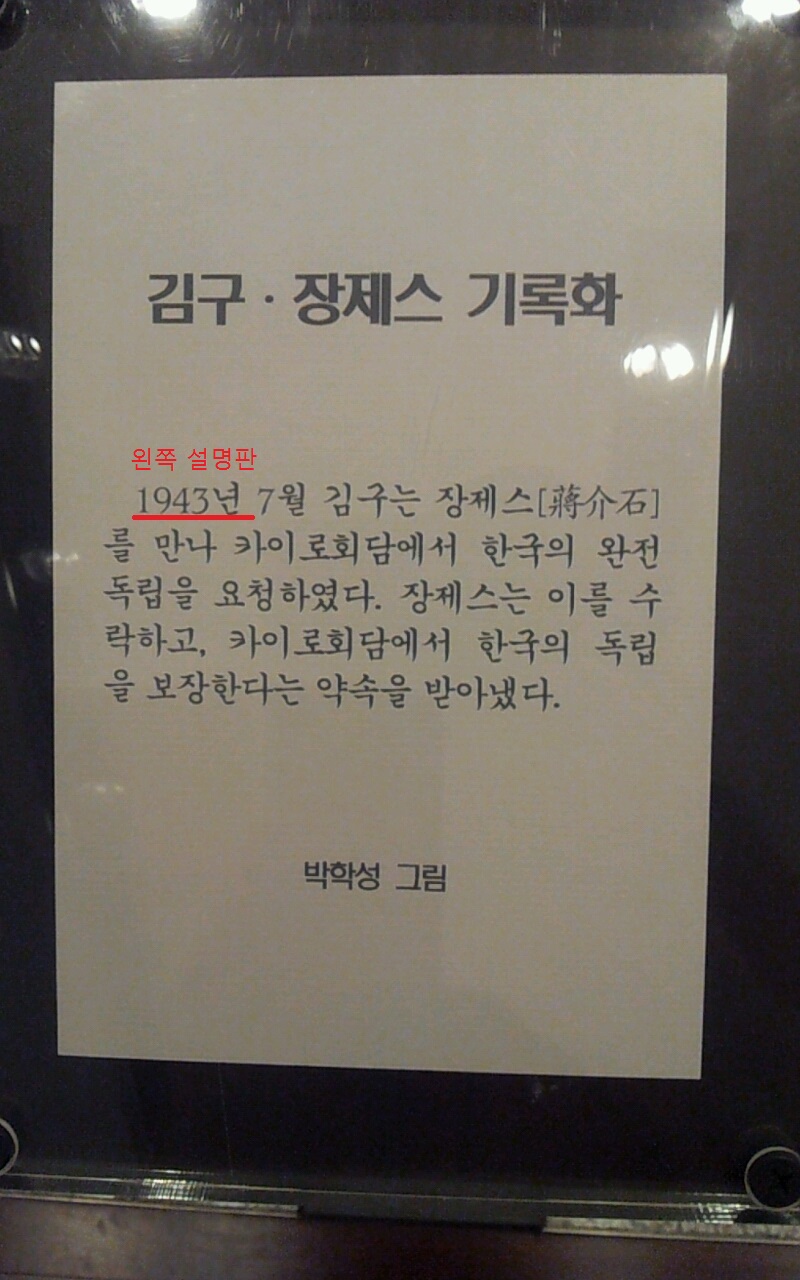 김구 · 장제스 기록화
왼쪽 설명판
1943년 7월 김구는 장제스[蔣介石]
를 만나 카이로회담에서 한국의 완전
독립을 요청하였다. 장제스는 이를 수
락하고, 카이로회담에서 한국의 독립
을 보장한다는 약속을 받아냈다.
박학성 그림